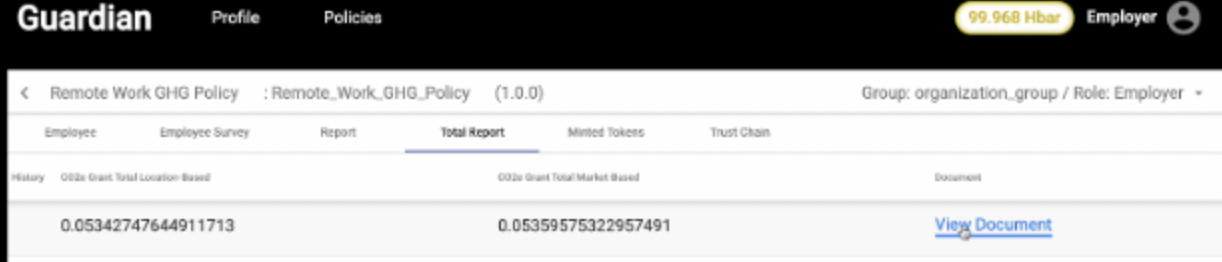 Guardian Profile Policies 99.968 Hbar Employer
Remote Work GHG Policy : Remote_Work_GHG_Policy (1.0.0) Group: organization_group / Role: Employer
Employee Employee Survey Report Total Report Minted Tokens Trust Chain
History CO2e Grant Total Location-Based CO2e Grant Total Market Based Document
0.05342747644911713 0.05359575322957491 View Document